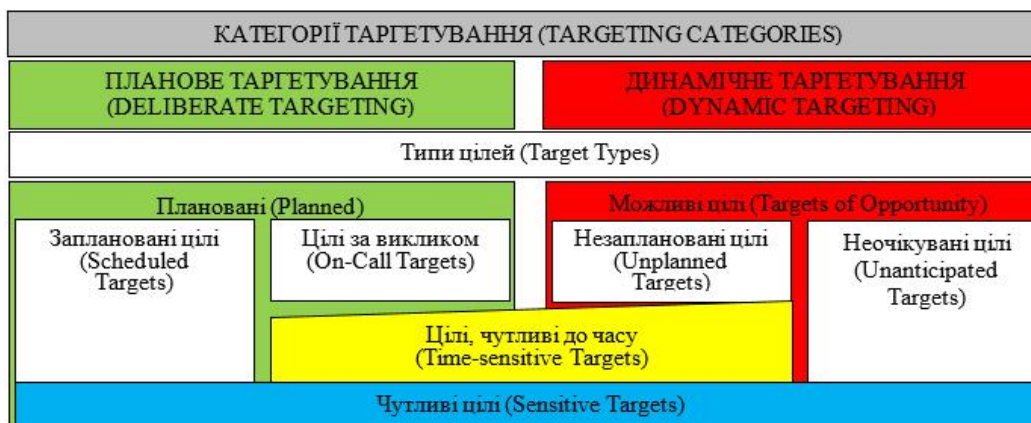 КАТЕГОРІЇ ТАРГЕТУВАННЯ (TARGETING CATEGORIES)
ПЛАНОВЕ ТАРГЕТУВАННЯ
(DELIBERATE TARGETING)
ДИНАМІЧНЕ ТАРГЕТУВАННЯ
(DYNAMIC TARGETING)
Типи цілей (Target Types)
Плановані (Planned)
Заплановані цілі
(Scheduled
Targets)
Цілі за викликом
(On-Call Targets)
Можливі цілі (Targets of Opportunity)
Незаплановані цілі
(Unplanned
Targets)
Неочікувані цілі
(Unanticipated
Targets)
Цілі, чутливі до часу
(Time-sensitive Targets)
Чутливі цілі (Sensitive Targets)